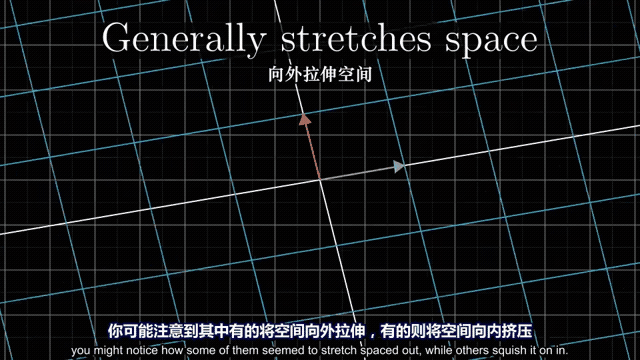 Generally stretches space
向外拉伸空间
你可能注意到其中有的将空间向外拉伸，有的则将空间向内挤压
you might notice how some of them seemed to stretch spaced out, while others squish it on in.